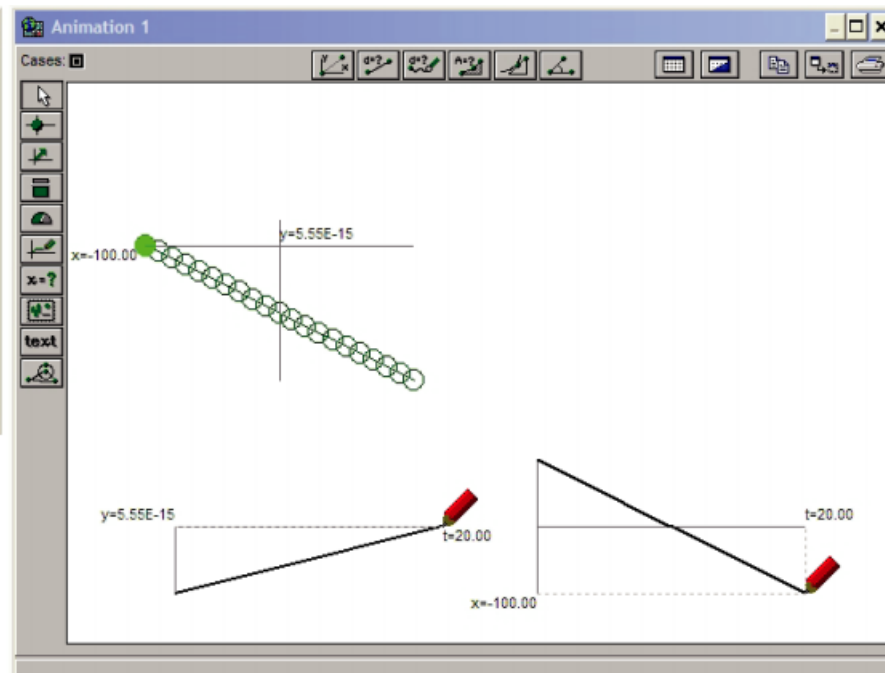 Animation 1
Cases:
y x d=? d=? A=?
y=5.55E-15
x=-100.00
x=?
text
y=5.55E-15
t=20.00
t=20.00
x=-100.00